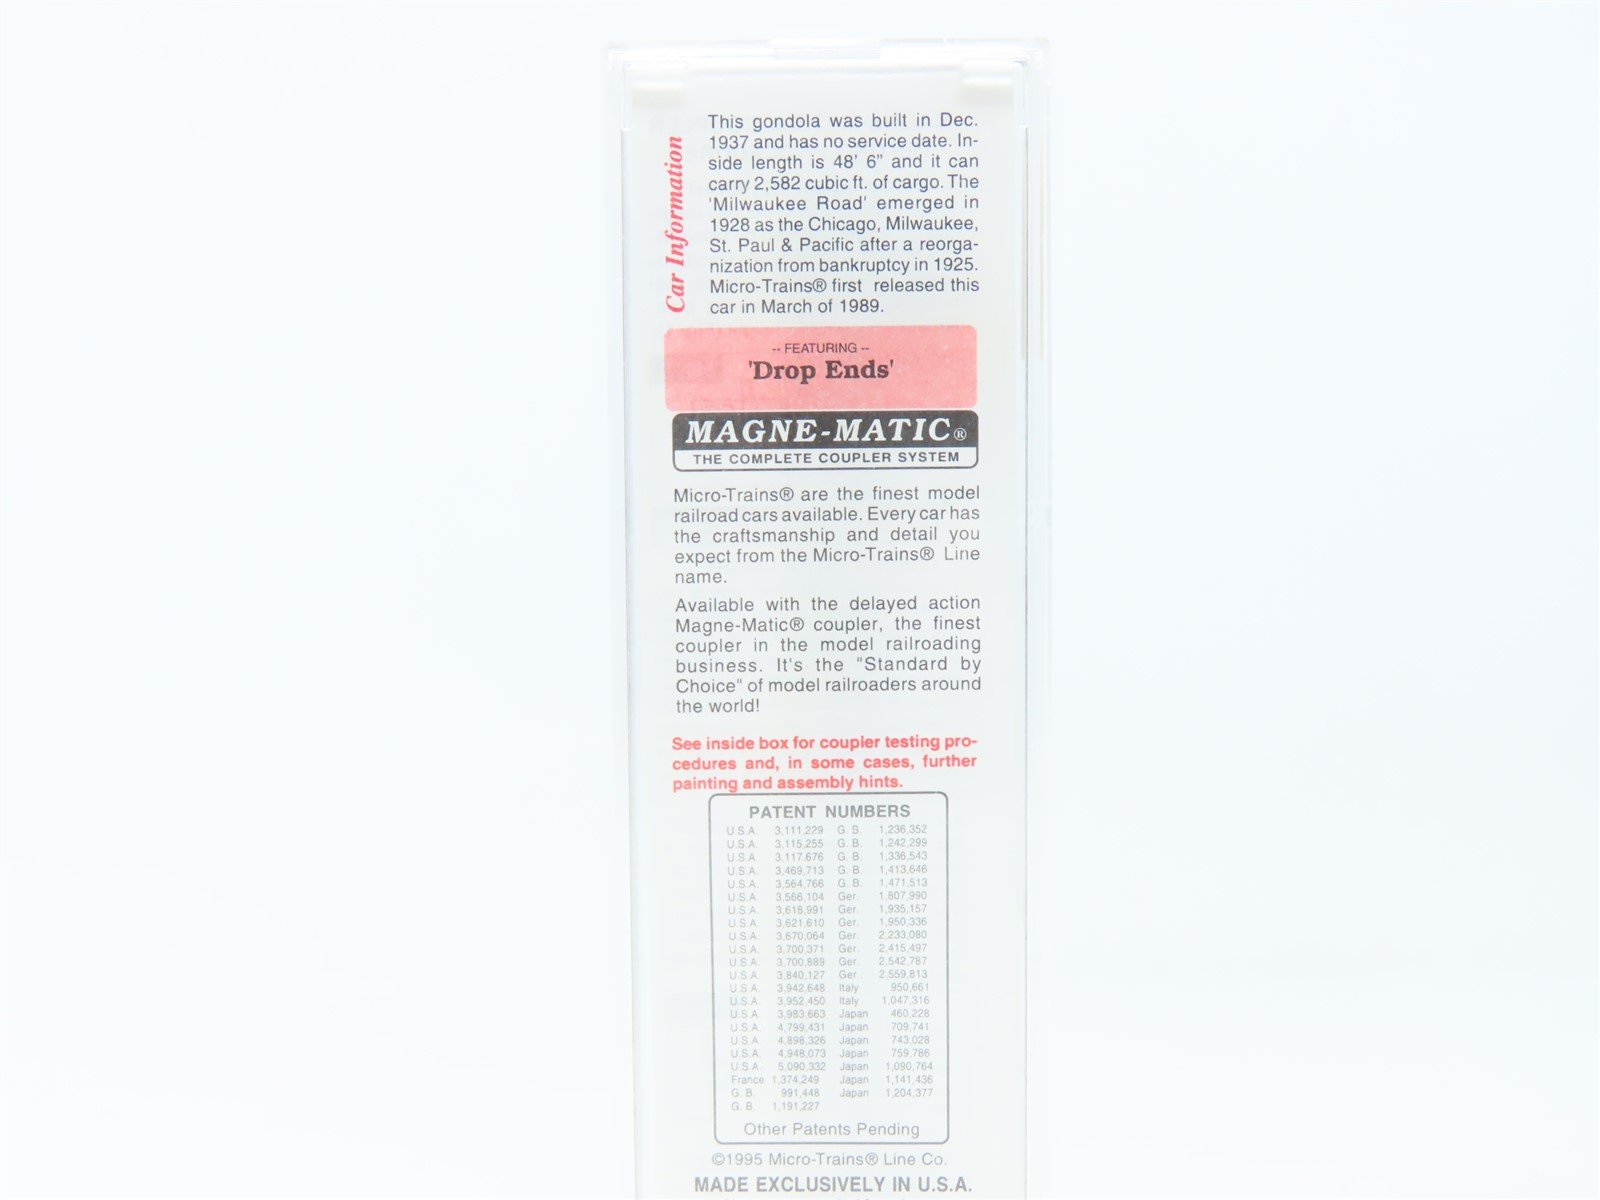 Car Information
This gondola was built in Dec.
1937 and has no service date. In-
side length is 48' 6" and it can
carry 2,582 cubic ft. of cargo. The
'Milwaukee Road' emerged in
1928 as the Chicago, Milwaukee,
St. Paul & Pacific after a reorga-
nization from bankruptcy in 1925.
Micro-Trains® first released this
car in March of 1989.
-- FEATURING --
'Drop Ends'
MAGNE-MATIC®
THE COMPLETE COUPLER SYSTEM
Micro-Trains® are the finest model
railroad cars available. Every car has
the craftsmanship and detail you
expect from the Micro-Trains® Line
name.
Available with the delayed action
Magne-Matic® coupler, the finest
coupler in the model railroading
business. It's the "Standard by
Choice" of model railroaders around
the world!
See inside box for coupler testing pro-
cedures and, in some cases, further
painting and assembly hints.
PATENT NUMBERS
U.S.A. 3,111,229 G. B. 1,236,352
U.S.A. 3,115,255 G. B. 1,242,299
U.S.A. 3,117,676 G. B. 1,336,543
U.S.A. 3,469,713 G. B. 1,413,646
U.S.A. 3,564,766 G. B. 1,471,513
U.S.A. 3,566,104 Ger. 1,807,990
U.S.A. 3,618,991 Ger. 1,935,157
U.S.A. 3,621,610 Ger. 1,950,336
U.S.A. 3,670,064 Ger. 2,233,080
U.S.A. 3,700,371 Ger. 2,415,497
U.S.A. 3,700,889 Ger. 2,542,787
U.S.A. 3,840,127 Ger. 2,559,813
U.S.A. 3,942,648 Italy 950,661
U.S.A. 3,952,450 Italy 1,047,316
U.S.A. 3,983,663 Japan 460,228
U.S.A. 4,799,431 Japan 709,741
U.S.A. 4,898,326 Japan 743,028
U.S.A. 4,948,073 Japan 759,786
U.S.A. 5,090,332 Japan 1,090,764
France 1,374,249 Japan 1,141,436
G. B. 991,448 Japan 1,204,377
G. B. 1,191,227
Other Patents Pending
©1995 Micro-Trains® Line Co.
MADE EXCLUSIVELY IN U.S.A.